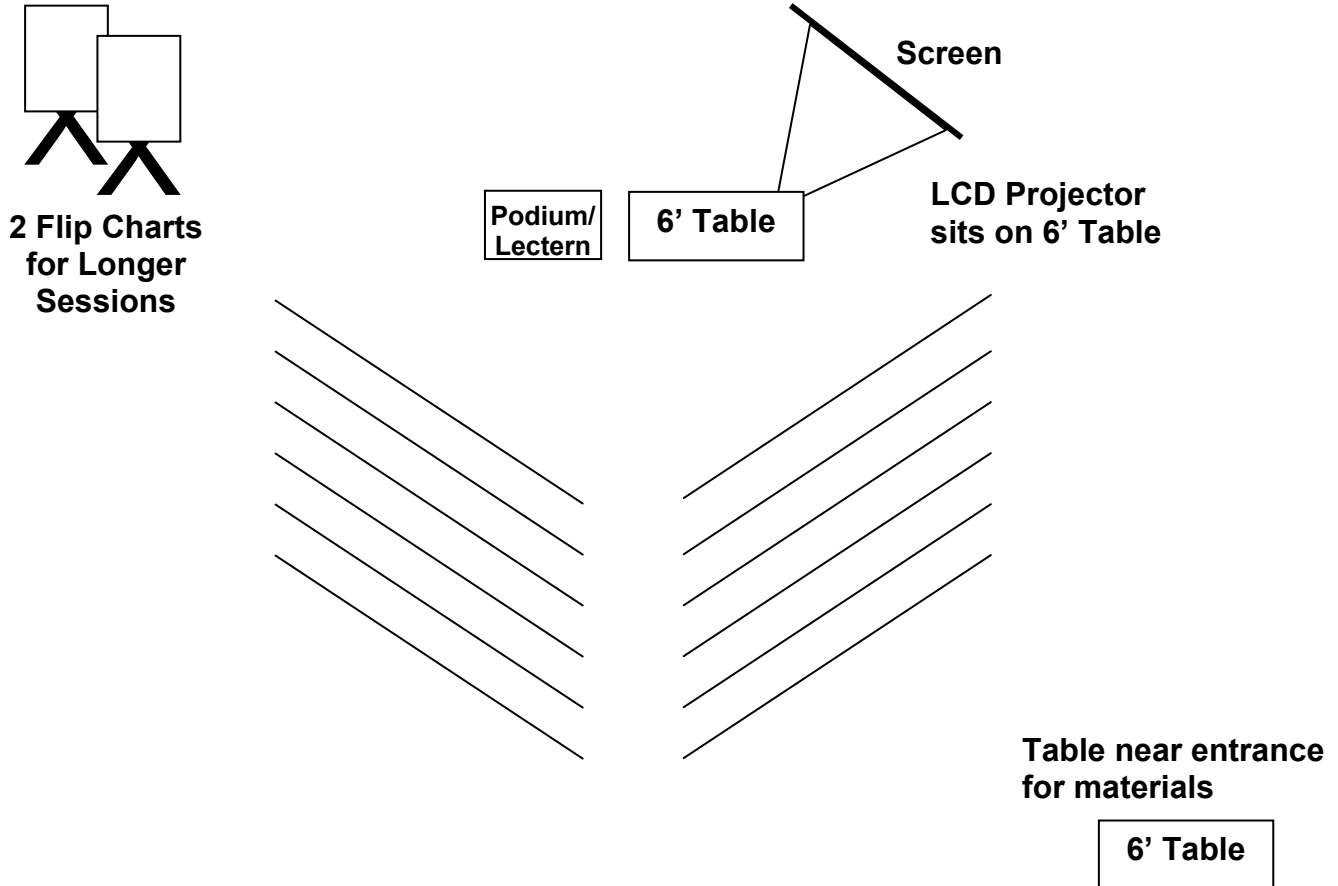 Screen
2 Flip Charts
for Longer
Sessions
Podium/
Lectern
6’ Table
LCD Projector
sits on 6’ Table
Table near entrance
for materials
6’ Table